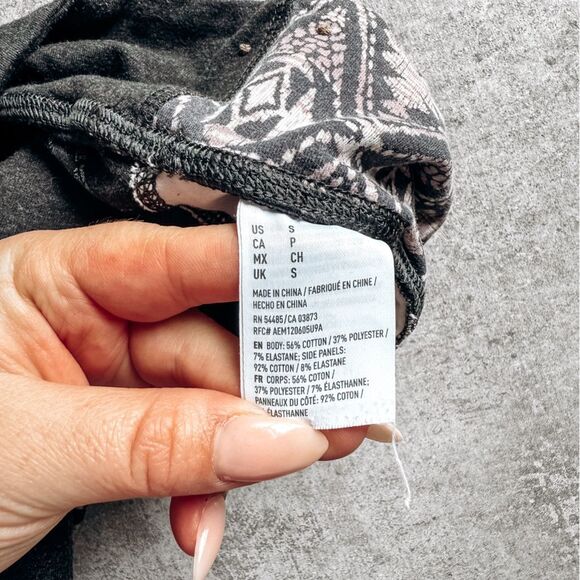 US S
CA P
MX CH
UK S
MADE IN CHINA / FABRIQUÉ EN CHINE /
HECHO EN CHINA
RN 54485/CA 03873
RFC# AEM120605U9A
EN BODY: 56% COTTON / 37% POLYESTER /
7% ELASTANE; SIDE PANELS:
92% COTTON / 8% ELASTANE
FR CORPS: 56% COTON /
37% POLYESTER / 7% ÉLASTHANNE;
PANNEAUX DU CÔTÉ: 92% COTON /
ÉLASTHANNE